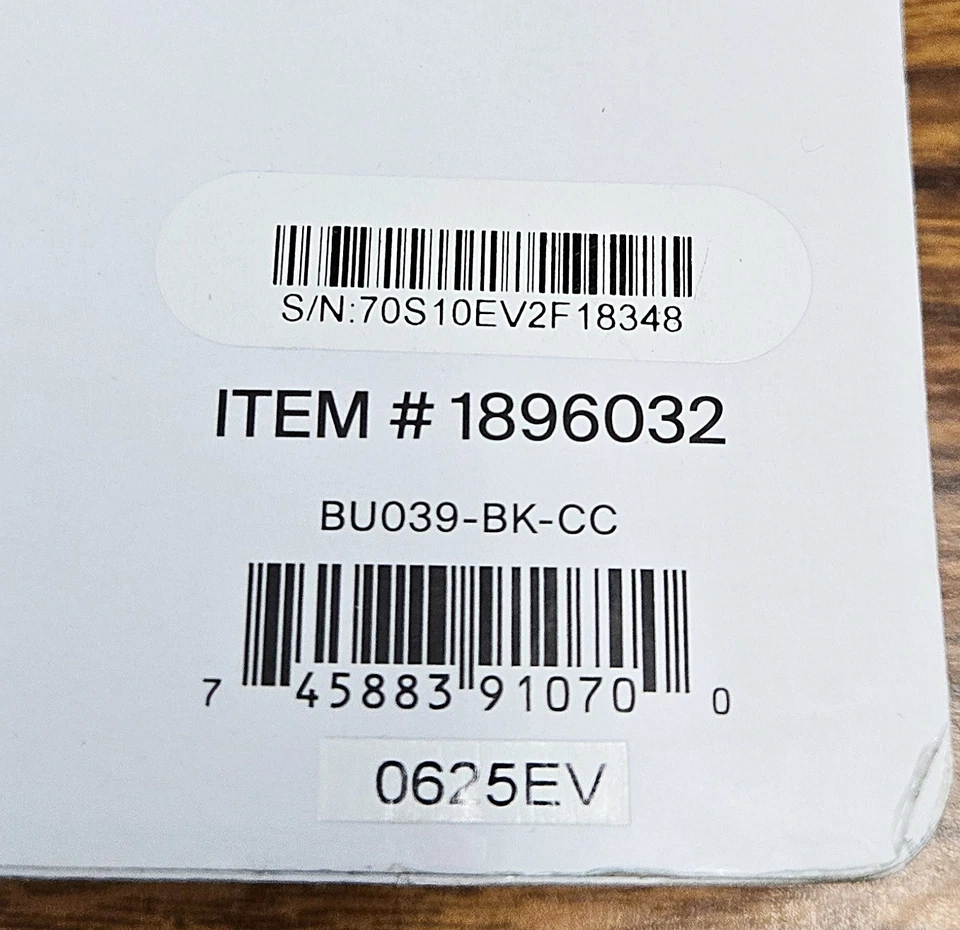 S/N:70S10EV2F18348
ITEM # 1896032
BU039-BK-CC
7 45883 91070 0
0625EV